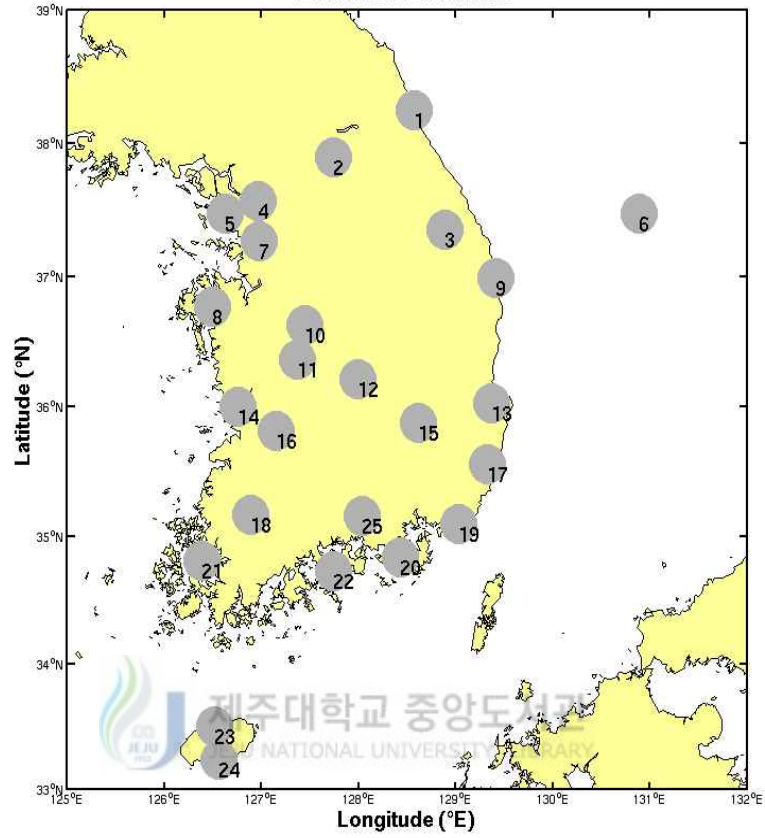 39°N
38°N
37°N
36°N
35°N
34°N
33°N
Latitude (°N)
1
2
3
4
5
6
7
8
9
10
11
12
13
14
15
16
17
18
19
20
21
22
23
24
25
제주대학교 중앙도서관
JEJU NATIONAL UNIVERSITY LIBRARY
JEJU
1952
125°E
126°E
127°E
128°E
129°E
130°E
131°E
132°E
Longitude (°E)